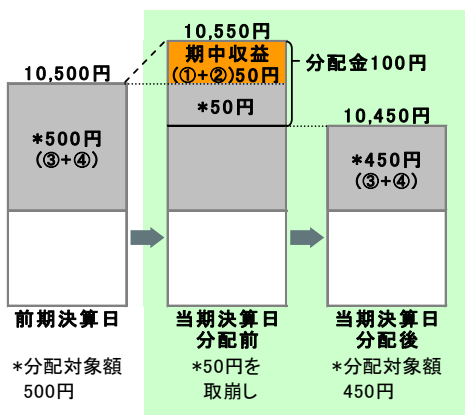 10,550円
期中収益
(①+②)50円
分配金100円
10,500円
*50円
10,450円
*500円
(③+④)
*450円
(③+④)
前期決算日
当期決算日
分配前
当期決算日
分配後
*分配対象額
500円
*50円を
取崩し
*分配対象額
450円